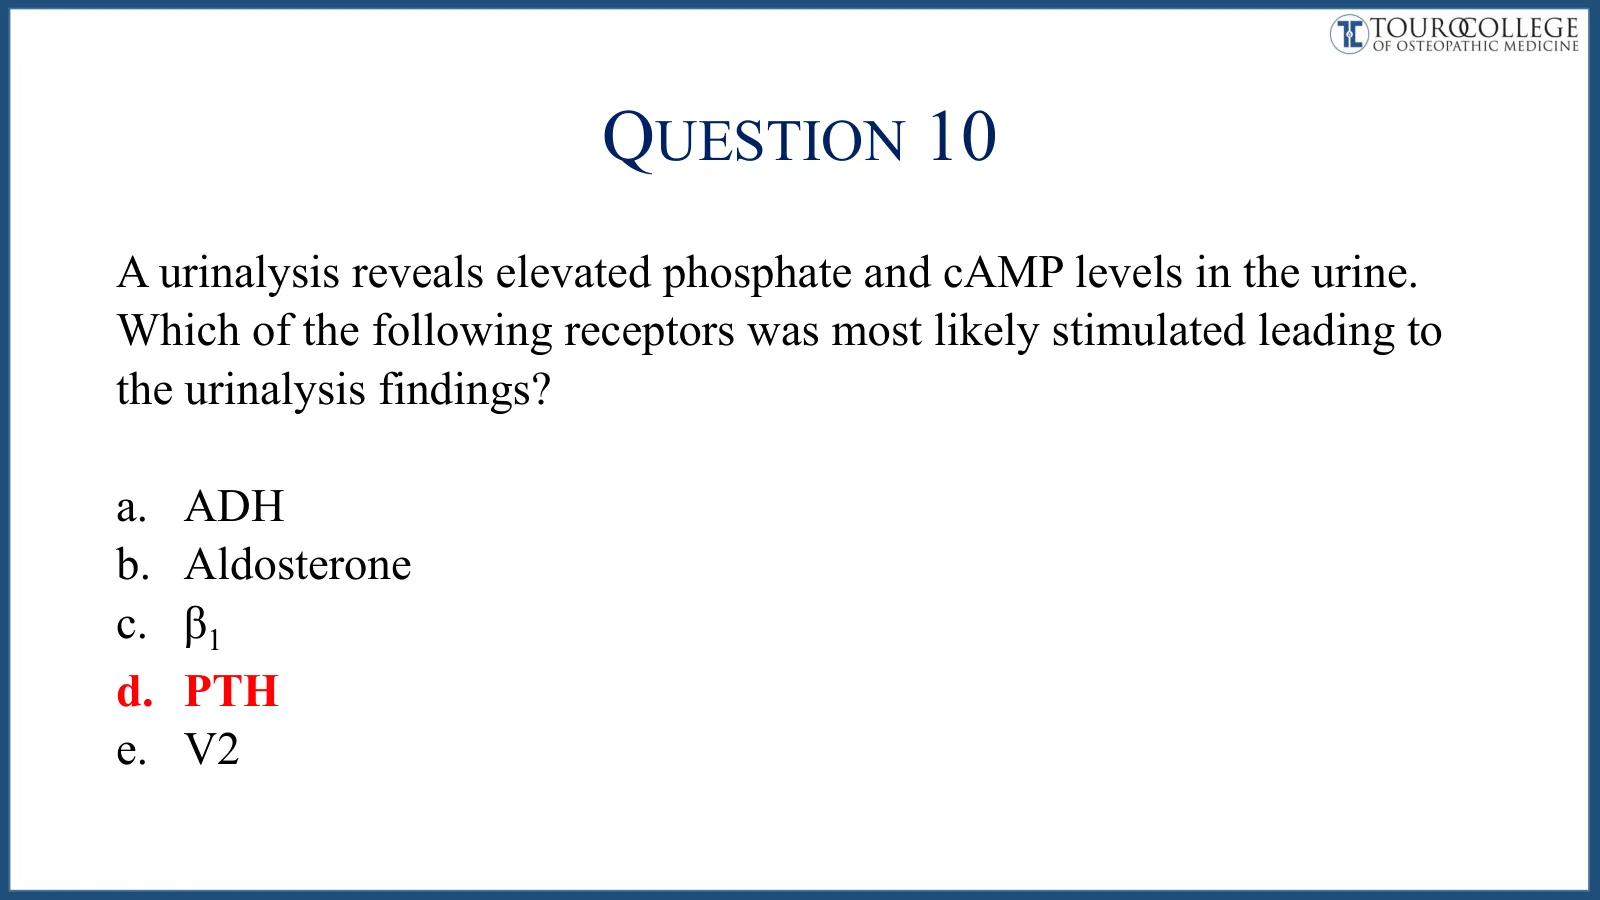 TOURO COLLEGE
OF OSTEOPATHIC MEDICINE
QUESTION 10
A urinalysis reveals elevated phosphate and cAMP levels in the urine.
Which of the following receptors was most likely stimulated leading to
the urinalysis findings?
a. ADH
b. Aldosterone
c. β₁
d. PTH
e. V2